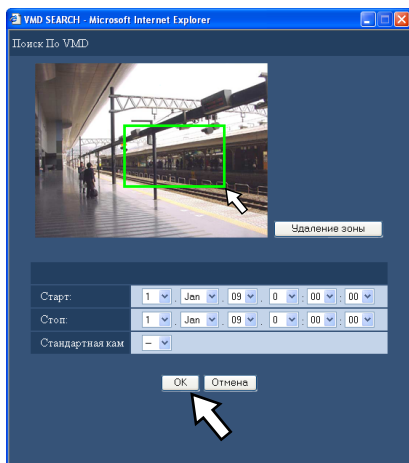 VMD SEARCH - Microsoft Internet Explorer
Поиск По VMD
Удаление зоны
Старт: 1 . Jan . 09 . 0 : 00 : 00
Стоп: 1 . Jan . 09 . 0 : 00 : 00
Стандартная кам –
OK Отмена